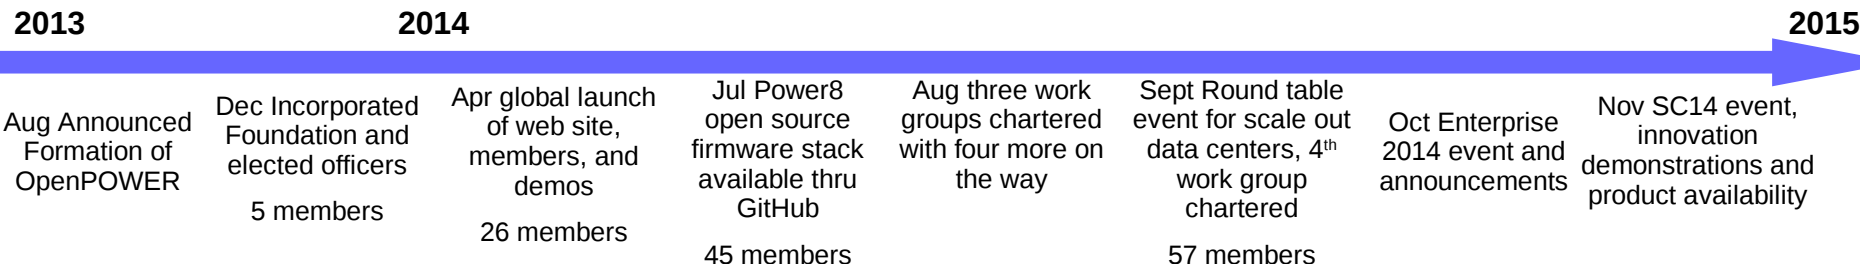 2013
2014
2015
Aug Announced
Formation of
OpenPOWER
Dec Incorporated
Foundation and
elected officers
5 members
Apr global launch
of web site,
members, and
demos
26 members
Jul Power8
open source
firmware stack
available thru
GitHub
45 members
Aug three work
groups chartered
with four more on
the way
Sept Round table
event for scale out
data centers, 4th
work group
chartered
57 members
Oct Enterprise
2014 event and
announcements
Nov SC14 event,
innovation
demonstrations and
product availability